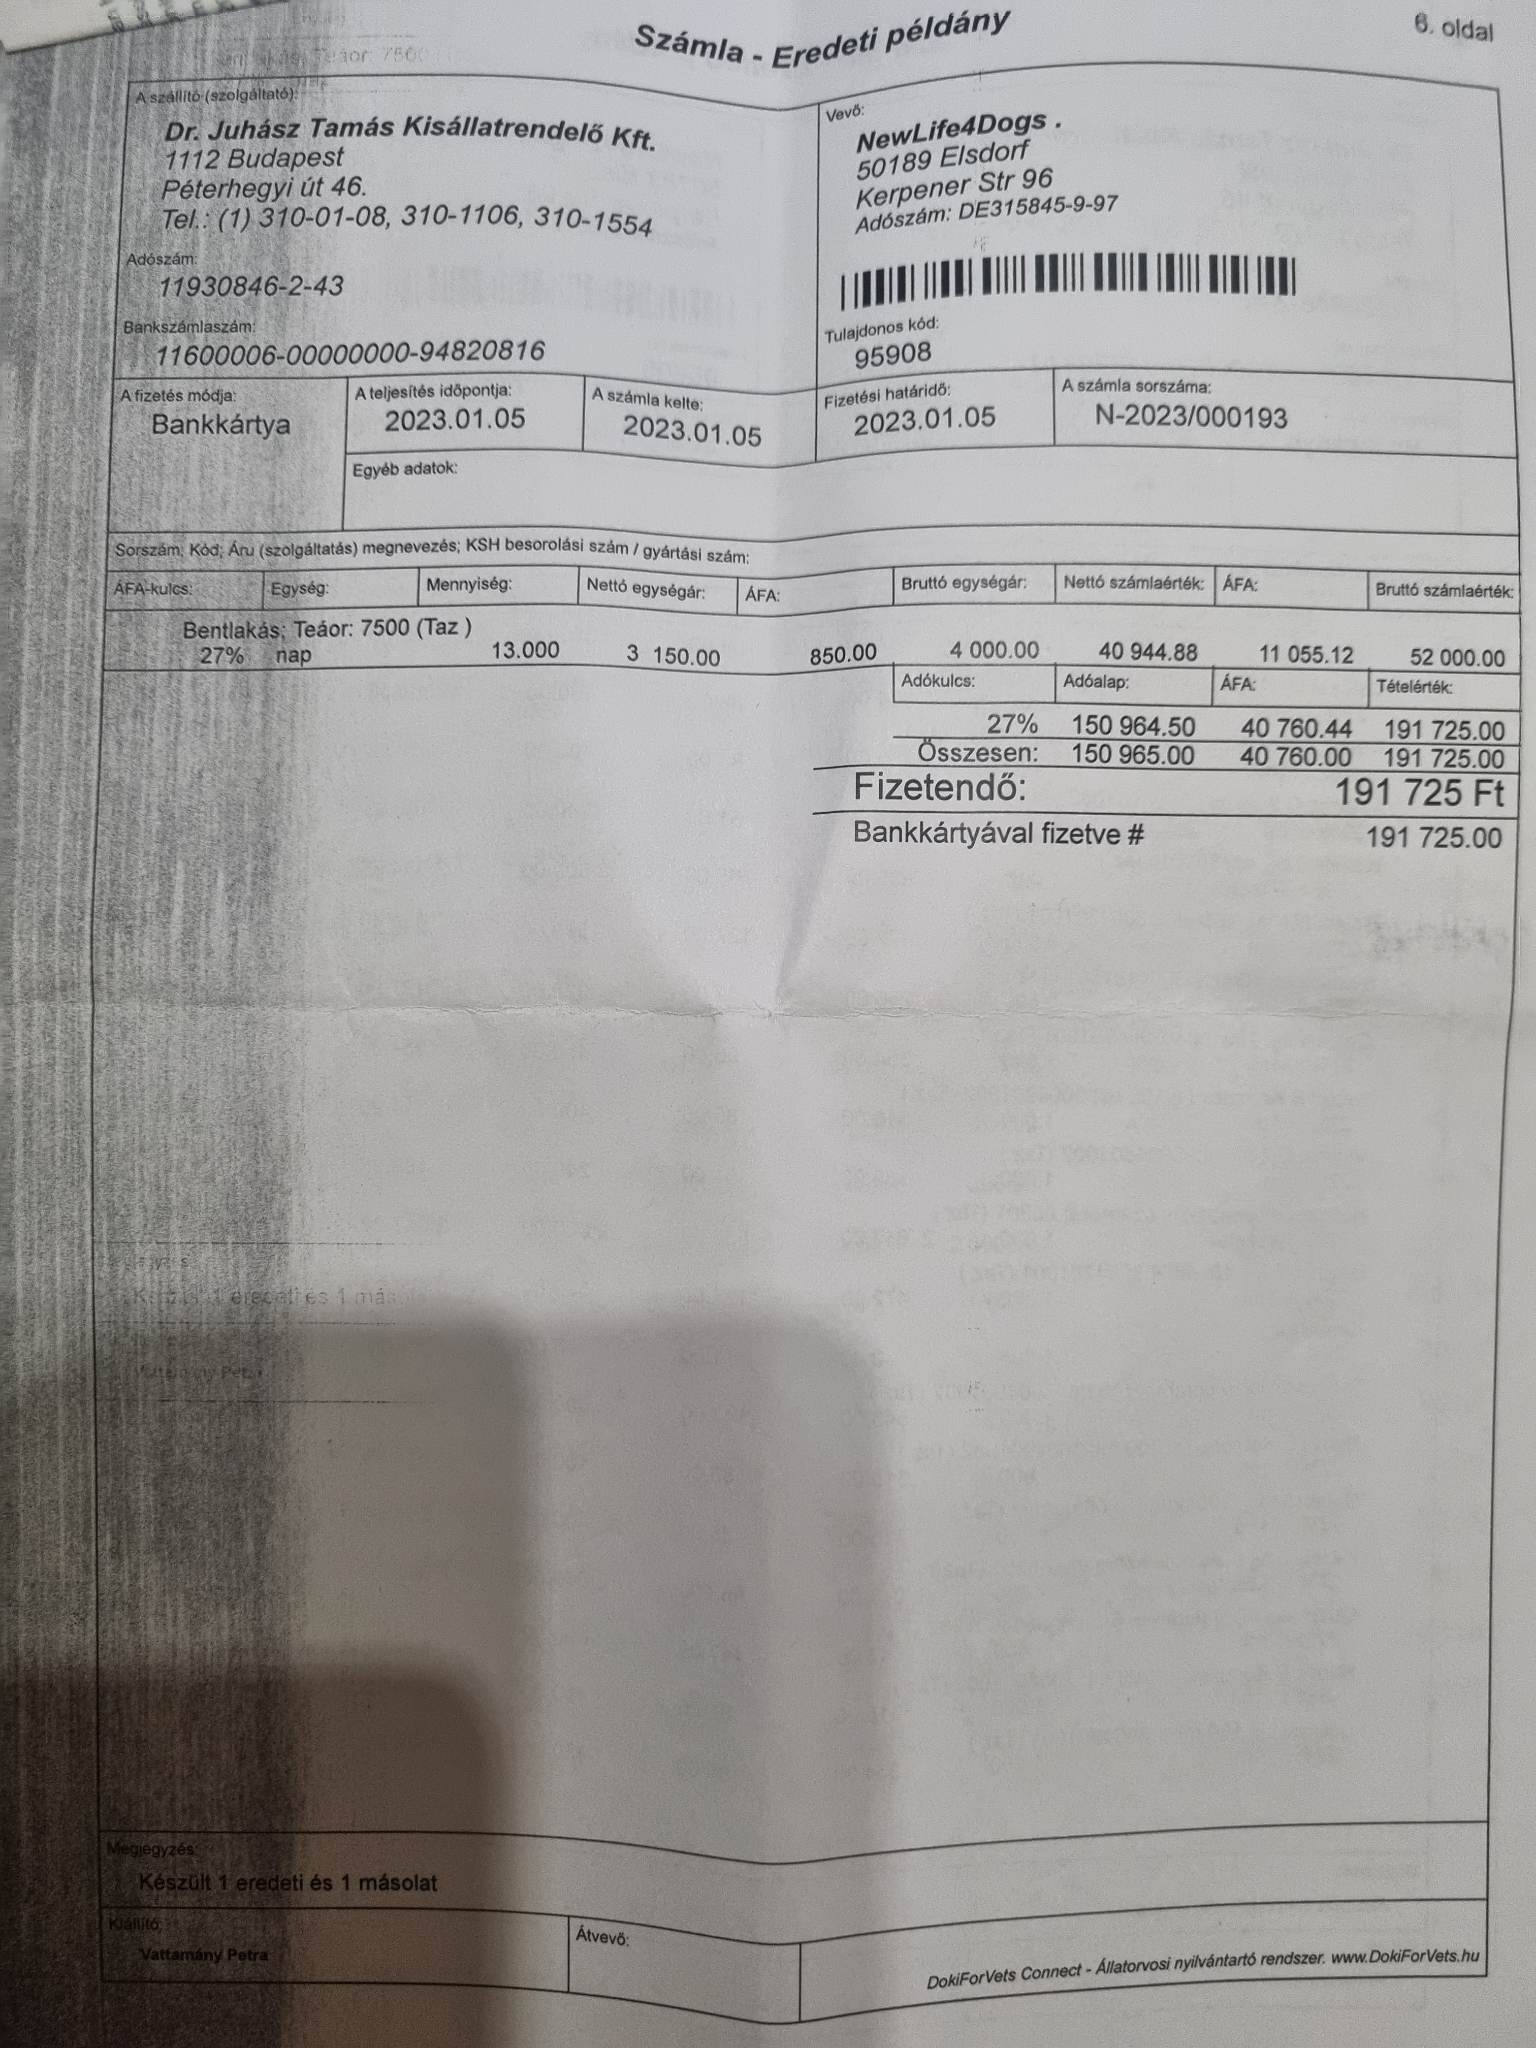 Számla - Eredeti példány
6. oldal
A szállító (szolgáltató):
Dr. Juhász Tamás Kisállatrendelő Kft.
1112 Budapest
Péterhegyi út 46.
Tel.: (1) 310-01-08, 310-1106, 310-1554
Adószám:
11930846-2-43
Bankszámlaszám:
11600006-00000000-94820816
Vevő:
NewLife4Dogs .
50189 Elsdorf
Kerpener Str 96
Adószám: DE315845-9-97
Tulajdonos kód:
95908
A fizetés módja:
Bankkártya
A teljesítés időpontja:
2023.01.05
A számla kelte:
2023.01.05
Fizetési határidő:
2023.01.05
A számla sorszáma:
N-2023/000193
Egyéb adatok:
Sorszám; Kód; Áru (szolgáltatás) megnevezés; KSH besorolási szám / gyártási szám:
ÁFA-kulcs: Egység: Mennyiség: Nettó egységár: ÁFA: Bruttó egységár: Nettó számlaérték: ÁFA: Bruttó számlaérték:
Bentlakás; Teáor: 7500 (Taz )
27% nap 13.000 3 150.00 850.00 4 000.00 40 944.88 11 055.12 52 000.00
Adókulcs: Adóalap: ÁFA: Tételérték:
27% 150 964.50 40 760.44 191 725.00
Összesen: 150 965.00 40 760.00 191 725.00
Fizetendő: 191 725 Ft
Bankkártyával fizetve # 191 725.00
Megjegyzés:
Készült 1 eredeti és 1 másolat
Kiállító:
Vattamány Petra
Átvevő:
DokiForVets Connect - Állatorvosi nyilvántartó rendszer. www.DokiForVets.hu